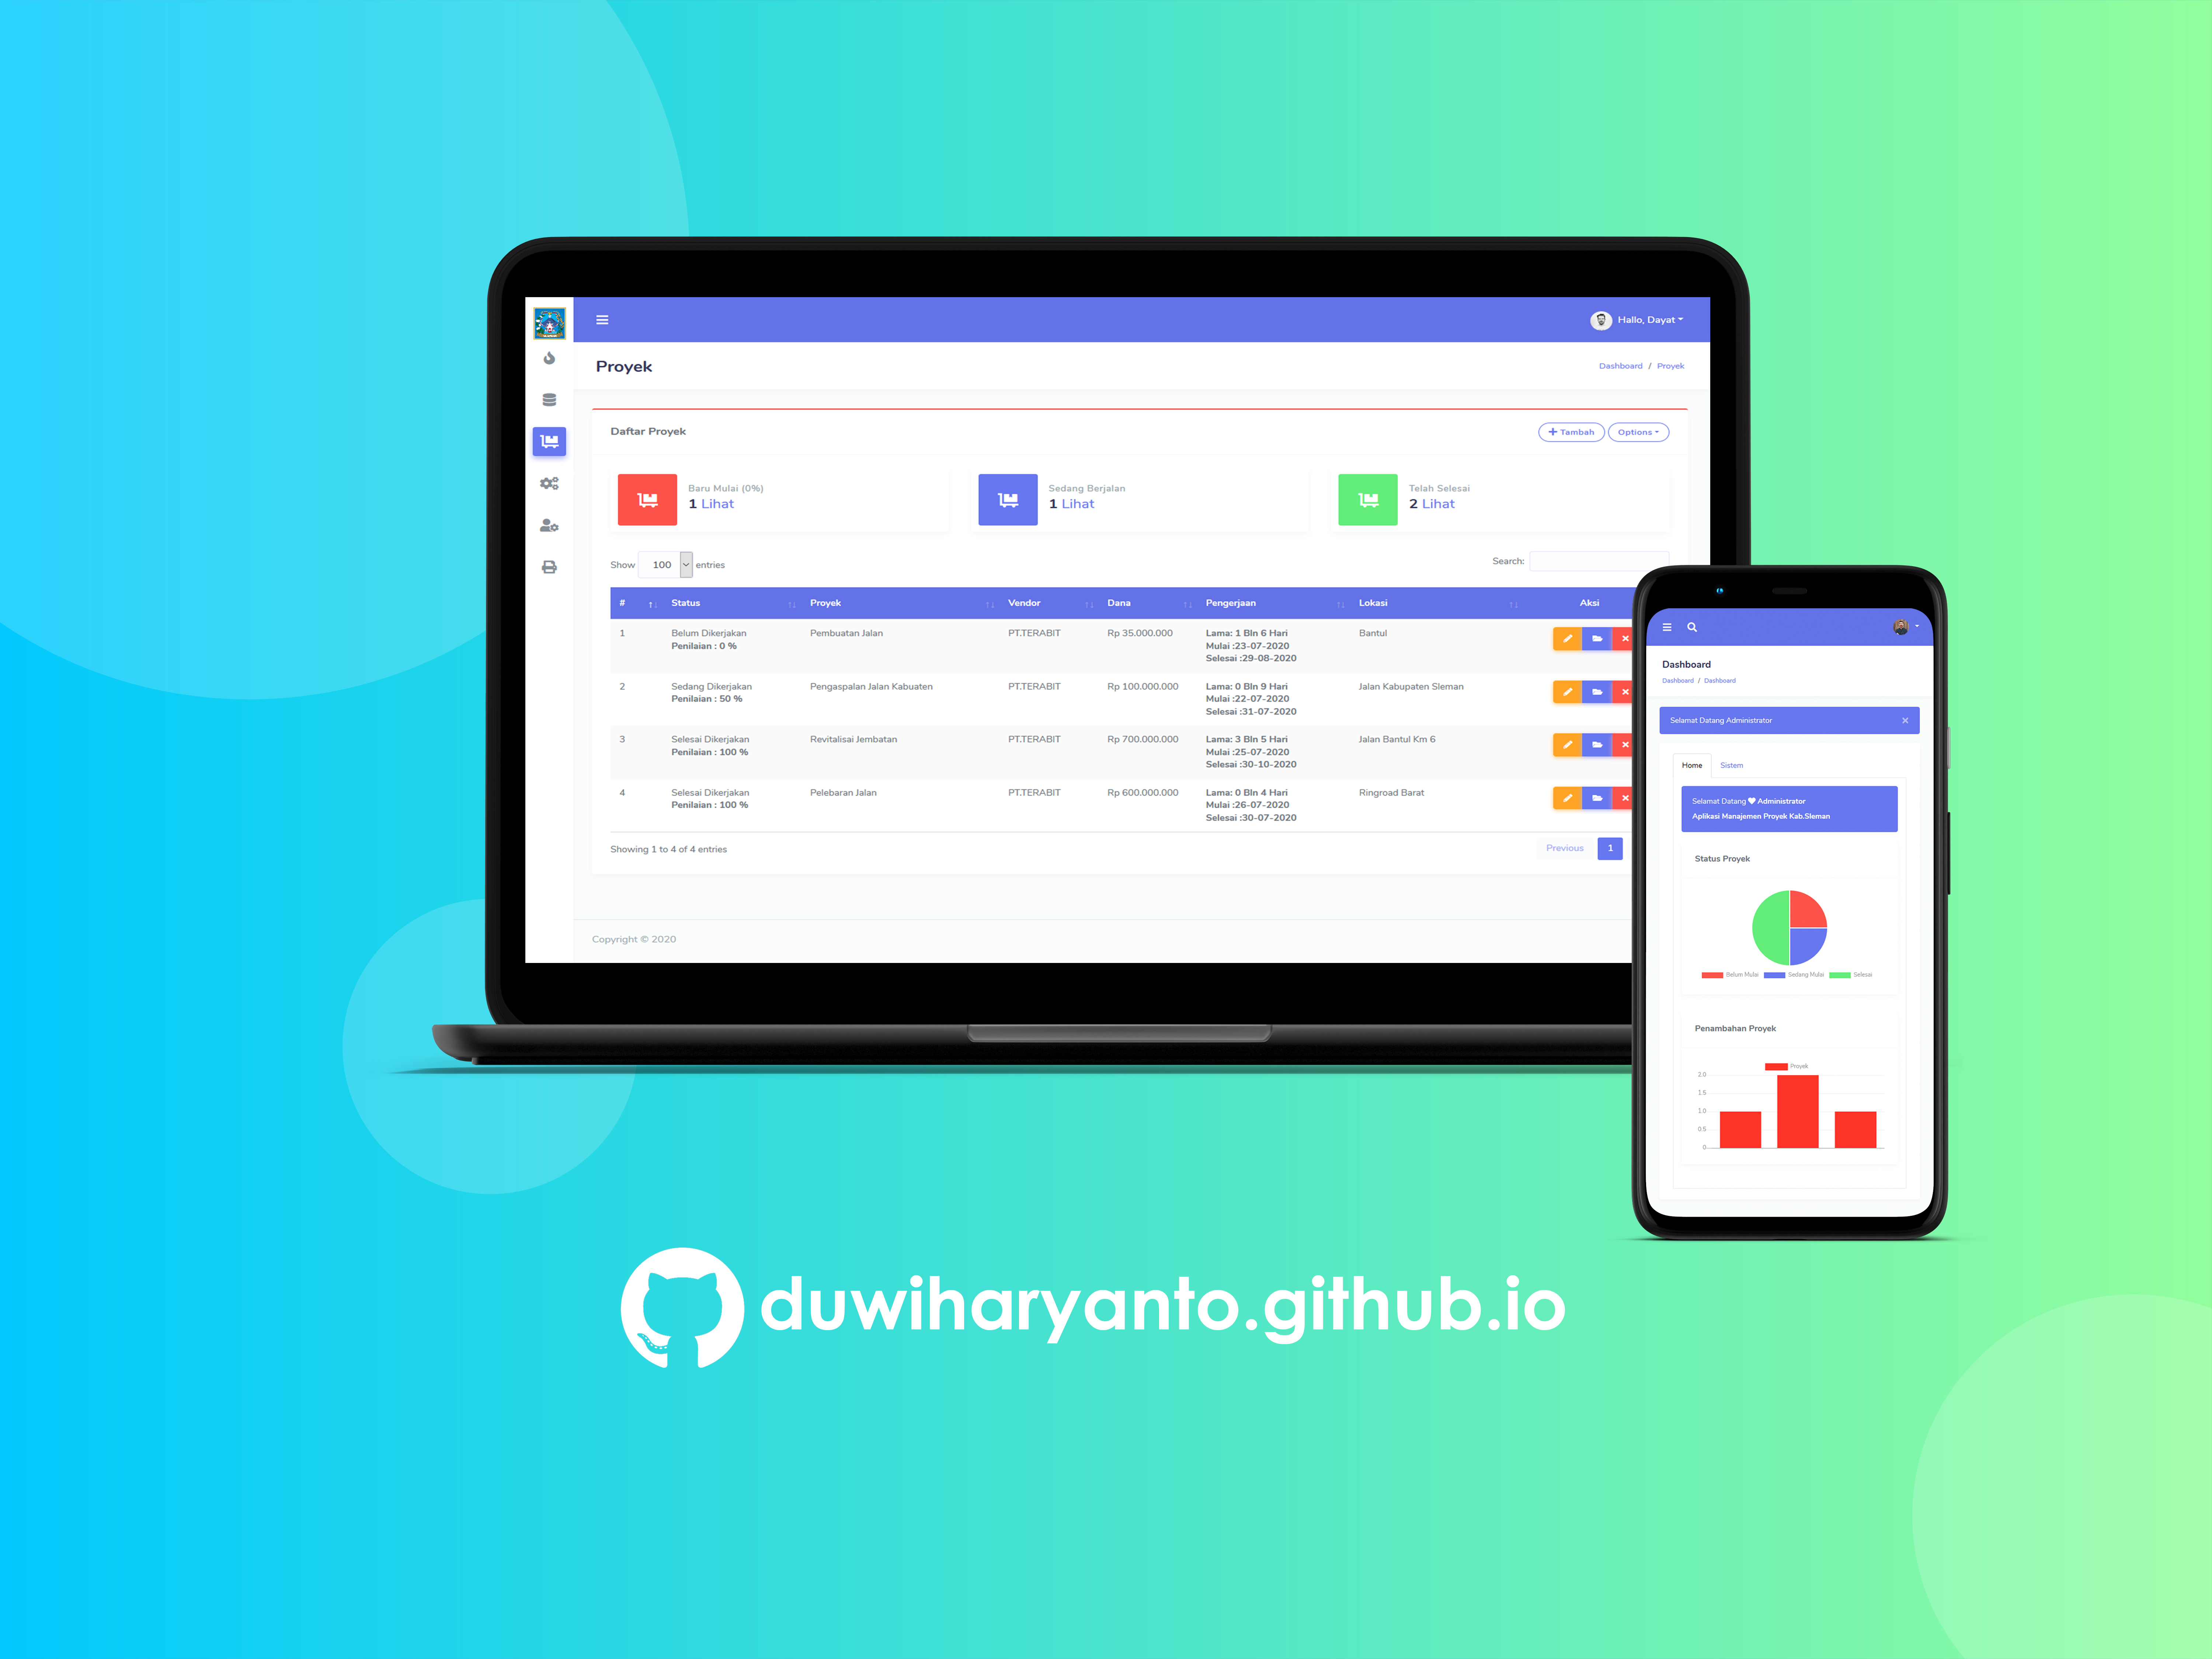 Hallo, Dayat
Proyek
Dashboard / Proyek
Daftar Proyek
Tambah
Options
Baru Mulai (0%)
1 Lihat
Sedang Berjalan
1 Lihat
Telah Selesai
2 Lihat
Show 100 entries
Search:
# Status Proyek Vendor Dana Pengerjaan Lokasi Aksi
1 Belum Dikerjakan Pembuatan Jalan PT.TERABIT Rp 35.000.000 Lama: 1 Bln 6 Hari Bantul
Penilaian : 0 % Mulai :23-07-2020
Selesai :29-08-2020
2 Sedang Dikerjakan Pengaspalan Jalan Kabuaten PT.TERABIT Rp 100.000.000 Lama: 0 Bln 9 Hari Jalan Kabupaten Sleman
Penilaian : 50 % Mulai :22-07-2020
Selesai :31-07-2020
3 Selesai Dikerjakan Revitalisai Jembatan PT.TERABIT Rp 700.000.000 Lama: 3 Bln 5 Hari Jalan Bantul Km 6
Penilaian : 100 % Mulai :25-07-2020
Selesai :30-10-2020
4 Selesai Dikerjakan Pelebaran Jalan PT.TERABIT Rp 600.000.000 Lama: 0 Bln 4 Hari Ringroad Barat
Penilaian : 100 % Mulai :26-07-2020
Selesai :30-07-2020
Showing 1 to 4 of 4 entries
Previous 1
Copyright © 2020
Dashboard
Dashboard / Dashboard
Selamat Datang Administrator
Home Sistem
Selamat Datang Administrator
Aplikasi Manajemen Proyek Kab.Sleman
Status Proyek
Belum Mulai Sedang Mulai Selesai
Penambahan Proyek
Proyek
2.0
1.5
1.0
0.5
0
duwiharyanto.github.io